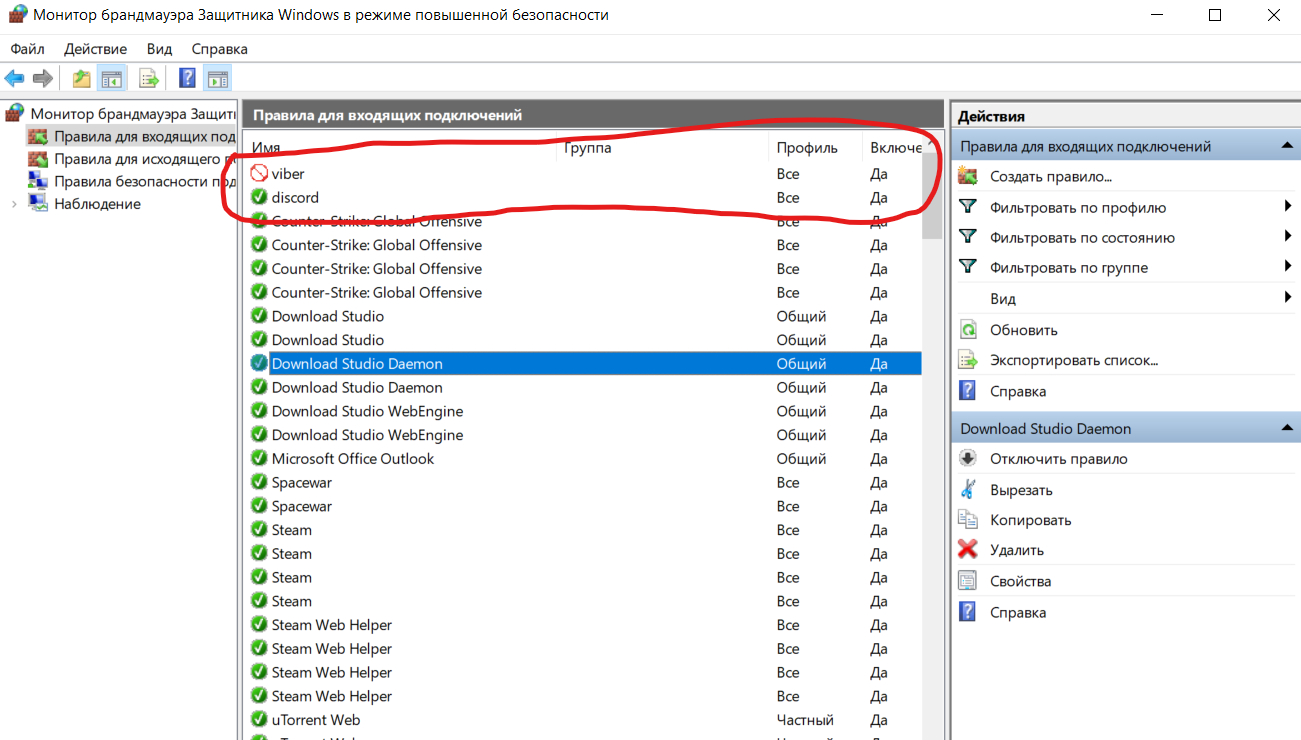 Монитор брандмауэра Защитника Windows в режиме повышенной безопасности
Файл Действие Вид Справка
Монитор брандмауэра Защит
Правила для входящих под
Правила для исходящего
Правила безопасности под
Наблюдение
Правила для входящих подключений
Имя Группа Профиль Включе
viber Все Да
discord Все Да
Counter-Strike: Global Offensive Все Да
Counter-Strike: Global Offensive Все Да
Counter-Strike: Global Offensive Все Да
Counter-Strike: Global Offensive Все Да
Download Studio Общий Да
Download Studio Общий Да
Download Studio Daemon Общий Да
Download Studio Daemon Общий Да
Download Studio WebEngine Общий Да
Download Studio WebEngine Общий Да
Microsoft Office Outlook Общий Да
Spacewar Все Да
Spacewar Все Да
Steam Все Да
Steam Все Да
Steam Все Да
Steam Все Да
Steam Web Helper Все Да
Steam Web Helper Все Да
Steam Web Helper Все Да
Steam Web Helper Все Да
uTorrent Web Частный Да
Действия
Правила для входящих подключений
Создать правило...
Фильтровать по профилю
Фильтровать по состоянию
Фильтровать по группе
Вид
Обновить
Экспортировать список...
Справка
Download Studio Daemon
Отключить правило
Вырезать
Копировать
Удалить
Свойства
Справка